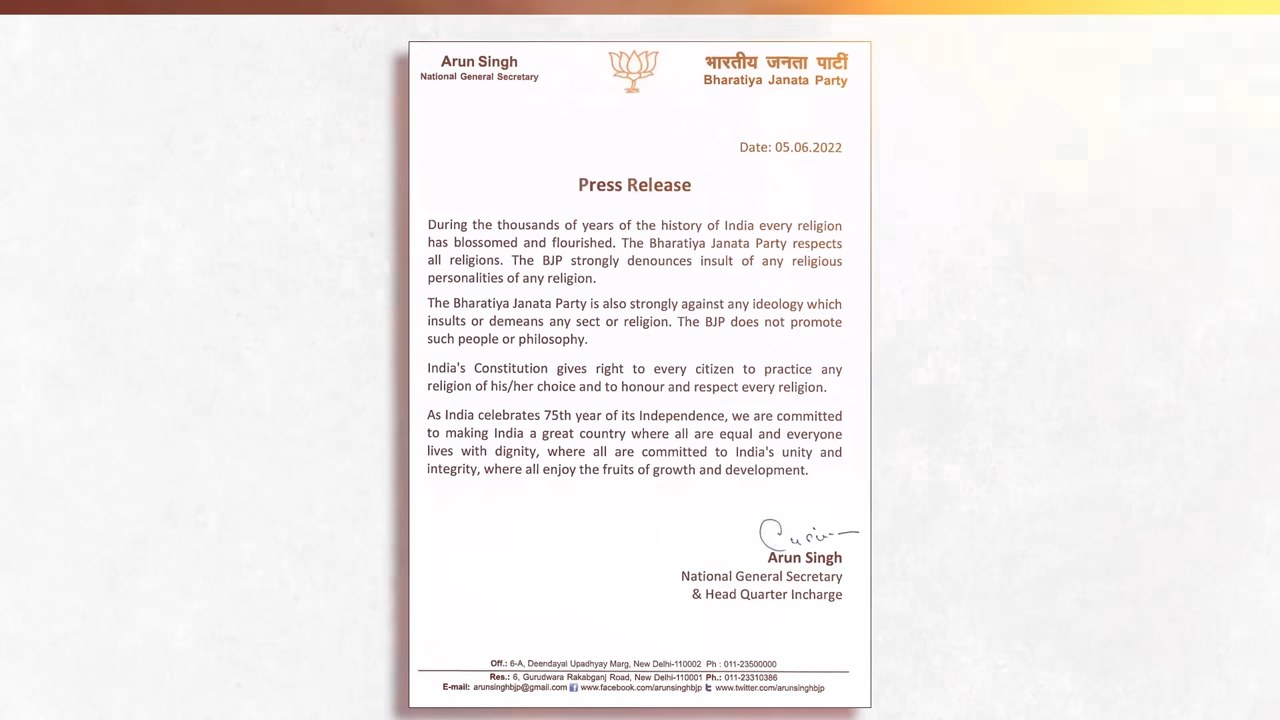 Arun Singh
National General Secretary
भारतीय जनता पार्टी
Bharatiya Janata Party
Date: 05.06.2022
Press Release
During the thousands of years of the history of India every religion
has blossomed and flourished. The Bharatiya Janata Party respects
all religions. The BJP strongly denounces insult of any religious
personalities of any religion.
The Bharatiya Janata Party is also strongly against any ideology which
insults or demeans any sect or religion. The BJP does not promote
such people or philosophy.
India's Constitution gives right to every citizen to practice any
religion of his/her choice and to honour and respect every religion.
As India celebrates 75th year of its Independence, we are committed
to making India a great country where all are equal and everyone
lives with dignity, where all are committed to India's unity and
integrity, where all enjoy the fruits of growth and development.
Arun Singh
National General Secretary
& Head Quarter Incharge
Off.: 6-A, Deendayal Upadhyay Marg, New Delhi-110002 Ph : 011-23500000
Res.: 6, Gurudwara Rakabganj Road, New Delhi-110001 Ph.: 011-23310386
E-mail: arunsinghbjp@gmail.com www.facebook.com/arunsinghbjp www.twitter.com/arunsinghbjp